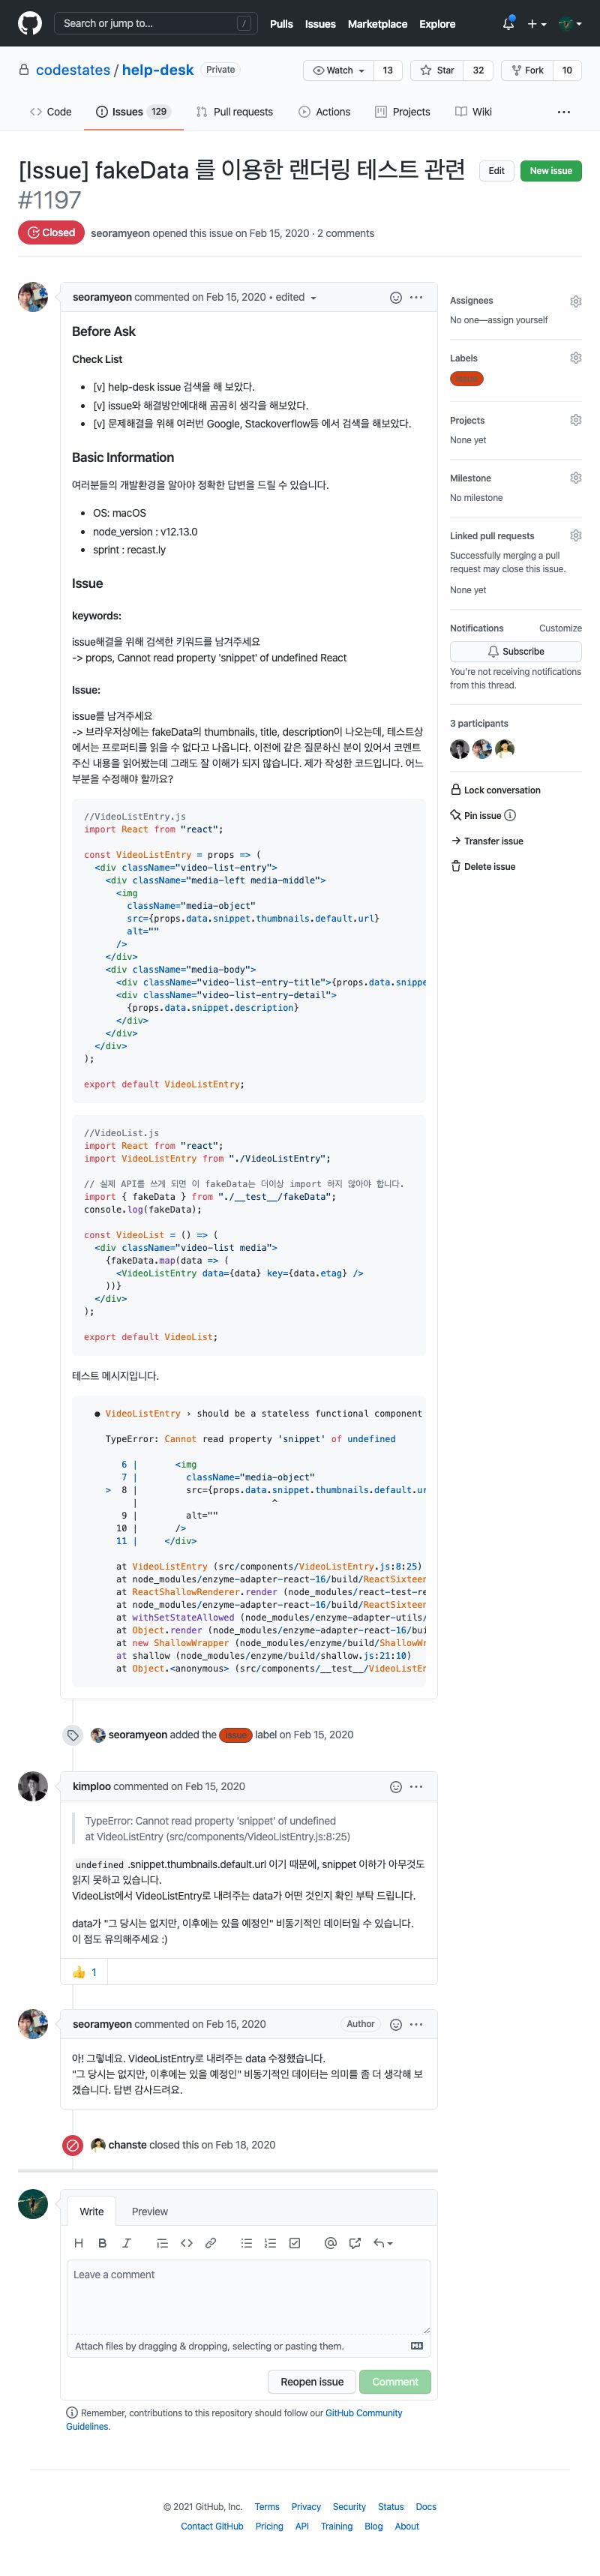 Search or jump to...
/
Pulls Issues Marketplace Explore
codestates / help-desk Private
Watch 13 Star 32 Fork 10
Code Issues 129 Pull requests Actions Projects Wiki
[Issue] fakeData 를 이용한 랜더링 테스트 관련
#1197
Edit New issue
Closed seoramyeon opened this issue on Feb 15, 2020 · 2 comments
seoramyeon commented on Feb 15, 2020 • edited
Before Ask
Check List
[v] help-desk issue 검색을 해 보았다.
[v] issue와 해결방안에대해 곰곰히 생각을 해보았다.
[v] 문제해결을 위해 여러번 Google, Stackoverflow등 에서 검색을 해보았다.
Basic Information
여러분들의 개발환경을 알아야 정확한 답변을 드릴 수 있습니다.
OS: macOS
node_version : v12.13.0
sprint : recast.ly
Issue
keywords:
issue해결을 위해 검색한 키워드를 남겨주세요
-> props, Cannot read property 'snippet' of undefined React
Issue:
issue를 남겨주세요
-> 브라우저상에는 fakeData의 thumbnails, title, description이 나오는데, 테스트상
에서는 프로퍼티를 읽을 수 없다고 나옵니다. 이전에 같은 질문하신 분이 있어서 코멘트
주신 내용을 읽어봤는데 그래도 잘 이해가 되지 않습니다. 제가 작성한 코드입니다. 어느
부분을 수정해야 할까요?
//VideoListEntry.js
import React from "react";
const VideoListEntry = props => (
<div className="video-list-entry">
<div className="media-left media-middle">
<img
className="media-object"
src={props.data.snippet.thumbnails.default.url}
alt=""
/>
</div>
<div className="media-body">
<div className="video-list-entry-title">{props.data.snippe
<div className="video-list-entry-detail">
{props.data.snippet.description}
</div>
</div>
</div>
);
export default VideoListEntry;
//VideoList.js
import React from "react";
import VideoListEntry from "./VideoListEntry";
// 실제 API를 쓰게 되면 이 fakeData는 더이상 import 하지 않아야 합니다.
import { fakeData } from "./__test__/fakeData";
console.log(fakeData);
const VideoList = () => (
<div className="video-list media">
{fakeData.map(data => (
<VideoListEntry data={data} key={data.etag} />
))}
</div>
);
export default VideoList;
테스트 메시지입니다.
● VideoListEntry › should be a stateless functional component
TypeError: Cannot read property 'snippet' of undefined
6 | <img
7 | className="media-object"
> 8 | src={props.data.snippet.thumbnails.default.ur
| ^
9 | alt=""
10 | />
11 | </div>
at VideoListEntry (src/components/VideoListEntry.js:8:25)
at node_modules/enzyme-adapter-react-16/build/ReactSixteen
at ReactShallowRenderer.render (node_modules/react-test-re
at node_modules/enzyme-adapter-react-16/build/ReactSixteen
at withSetStateAllowed (node_modules/enzyme-adapter-utils/
at Object.render (node_modules/enzyme-adapter-react-16/bui
at new ShallowWrapper (node_modules/enzyme/build/ShallowWr
at shallow (node_modules/enzyme/build/shallow.js:21:10)
at Object.<anonymous> (src/components/__test__/VideoListEn
Assignees
No one—assign yourself
Labels
Issue
Projects
None yet
Milestone
No milestone
Linked pull requests
Successfully merging a pull
request may close this issue.
None yet
Notifications Customize
Subscribe
You're not receiving notifications
from this thread.
3 participants
Lock conversation
Pin issue
Transfer issue
Delete issue
seoramyeon added the Issue label on Feb 15, 2020
kimploo commented on Feb 15, 2020
TypeError: Cannot read property 'snippet' of undefined
at VideoListEntry (src/components/VideoListEntry.js:8:25)
undefined .snippet.thumbnails.default.url 이기 때문에, snippet 이하가 아무것도
읽지 못하고 있습니다.
VideoList에서 VideoListEntry로 내려주는 data가 어떤 것인지 확인 부탁 드립니다.
data가 "그 당시는 없지만, 이후에는 있을 예정인" 비동기적인 데이터일 수 있습니다.
이 점도 유의해주세요 :)
1
seoramyeon commented on Feb 15, 2020 Author
아! 그렇네요. VideoListEntry로 내려주는 data 수정했습니다.
"그 당시는 없지만, 이후에는 있을 예정인" 비동기적인 데이터는 의미를 좀 더 생각해 보
겠습니다. 답변 감사드려요.
chanste closed this on Feb 18, 2020
Write Preview
Leave a comment
Attach files by dragging & dropping, selecting or pasting them.
Reopen issue Comment
Remember, contributions to this repository should follow our GitHub Community
Guidelines.
© 2021 GitHub, Inc. Terms Privacy Security Status Docs
Contact GitHub Pricing API Training Blog About